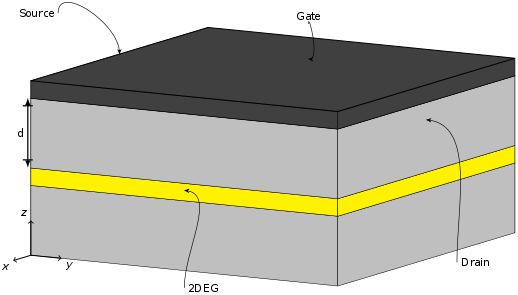 Source
Gate
d
z
x
y
Drain
2DEG